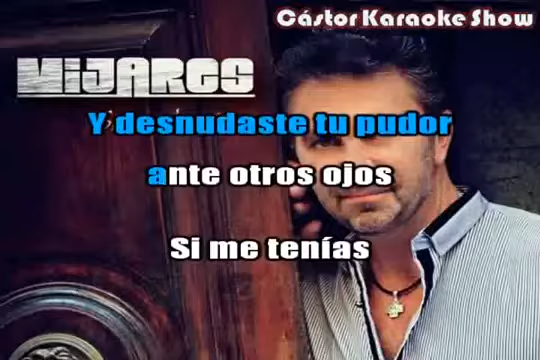 Cástor Karaoke Show
MIJARES
Y desnudaste tu pudor
ante otros ojos
Si me tenías